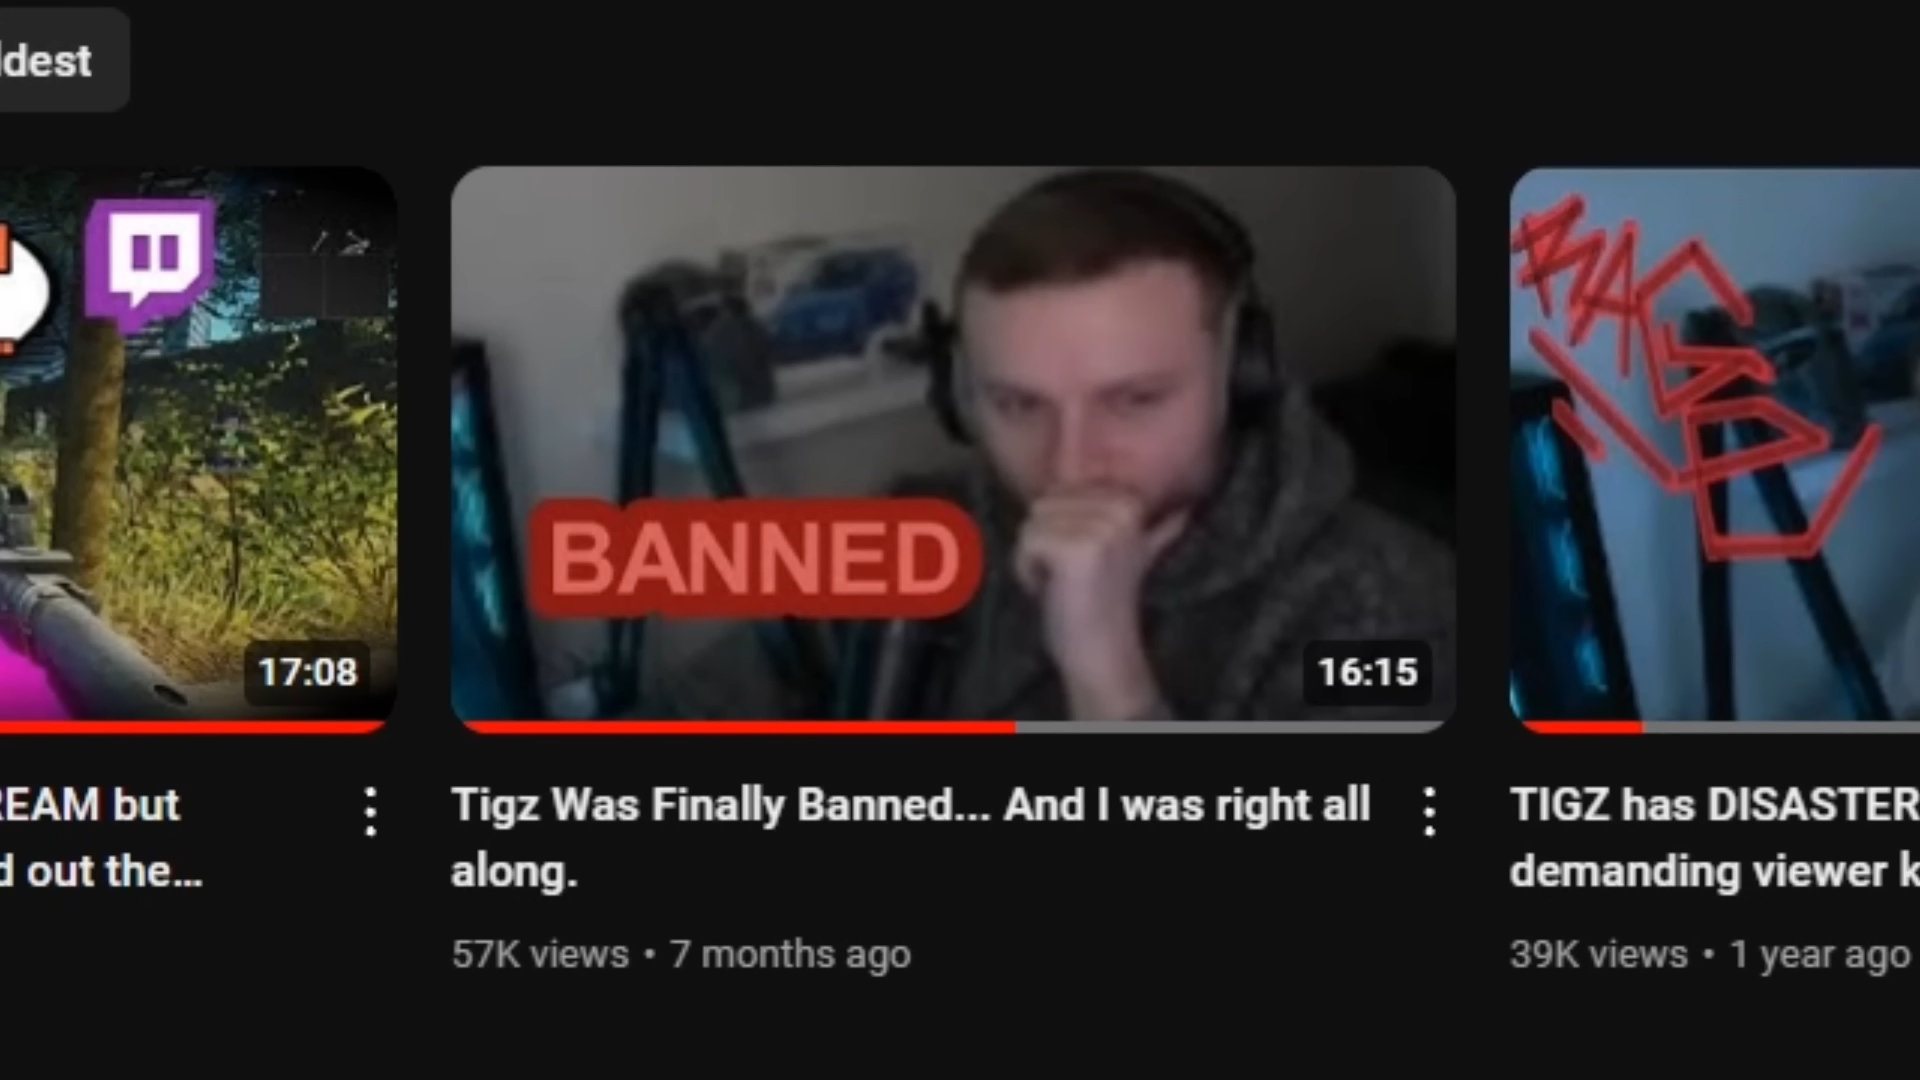 ldest
BANNED
17:08
16:15
REAM but
d out the...
Tigz Was Finally Banned... And I was right all
along.
57K views • 7 months ago
RAGED
TIGZ has DISASTER
demanding viewer k
39K views • 1 year ago